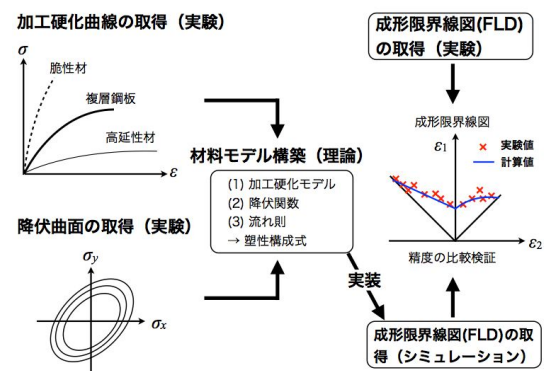 加工硬化曲線の取得（実験）
σ
脆性材
複層鋼板
高延性材
ε
降伏曲面の取得（実験）
σy
σx
材料モデル構築（理論）
(1) 加工硬化モデル
(2) 降伏関数
(3) 流れ則
→ 塑性構成式
実装
成形限界線図(FLD)
の取得（実験）
成形限界線図
ε1
実験値
計算値
ε2
精度の比較検証
成形限界線図(FLD)の取
得（シミュレーション）